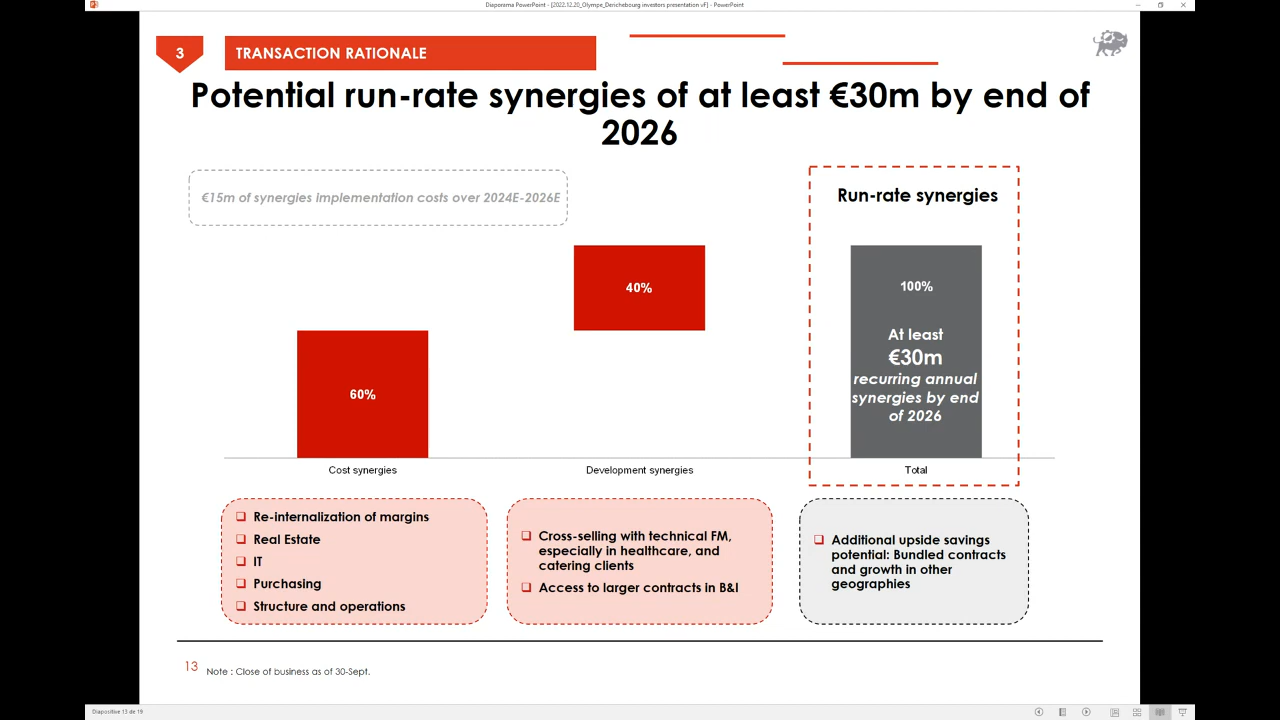 Diaporama PowerPoint - [2022.12.20_Olympe_Derichebourg investors presentation vF] - PowerPoint
3
TRANSACTION RATIONALE
Potential run-rate synergies of at least €30m by end of
2026
€15m of synergies implementation costs over 2024E-2026E
Run-rate synergies
60%
40%
100%
At least
€30m
recurring annual
synergies by end
of 2026
Cost synergies
Development synergies
Total
❑ Re-internalization of margins
❑ Real Estate
❑ IT
❑ Purchasing
❑ Structure and operations
❑ Cross-selling with technical FM,
especially in healthcare, and
catering clients
❑ Access to larger contracts in B&I
❑ Additional upside savings
potential: Bundled contracts
and growth in other
geographies
13
Note : Close of business as of 30-Sept.
Diapositive 13 de 19